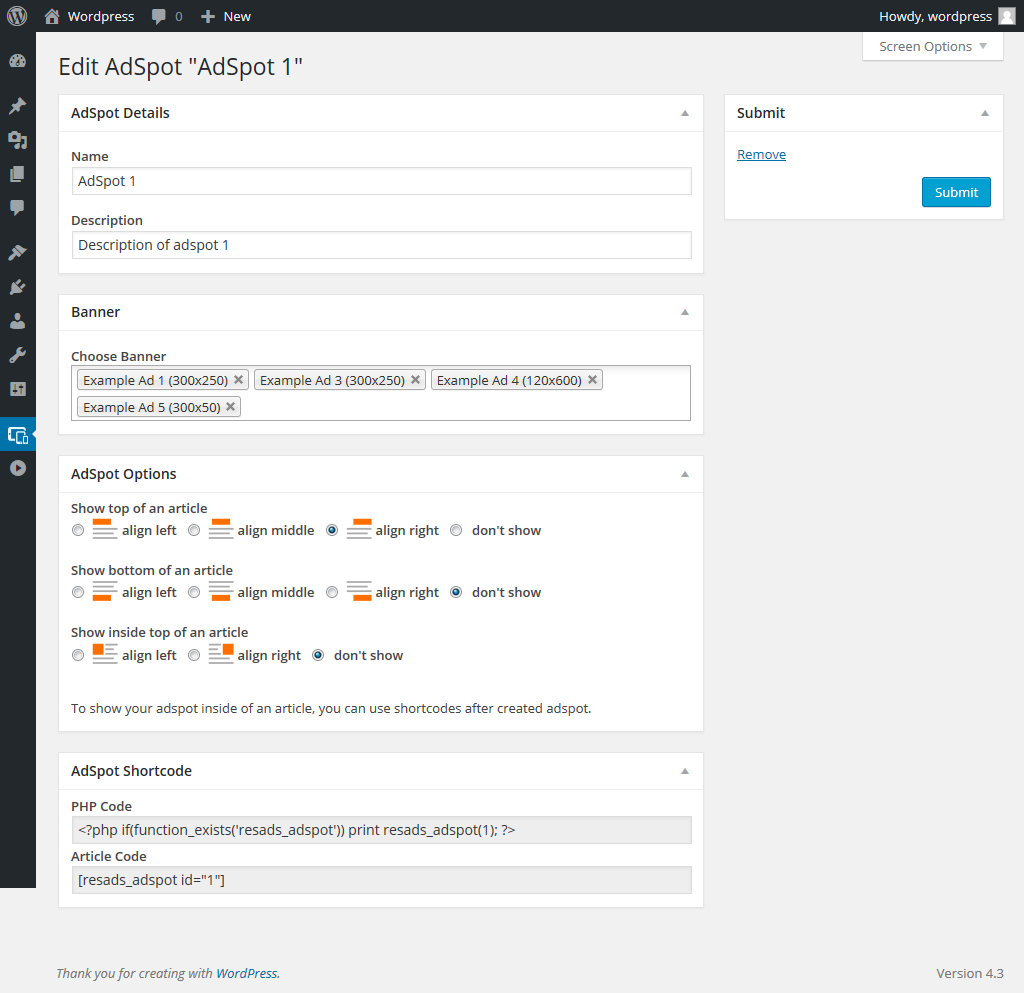 Wordpress 0 New Howdy, wordpress
Screen Options
Edit AdSpot "AdSpot 1"
AdSpot Details
Name
AdSpot 1
Description
Description of adspot 1
Submit
Remove
Submit
Banner
Choose Banner
Example Ad 1 (300x250) Example Ad 3 (300x250) Example Ad 4 (120x600)
Example Ad 5 (300x50)
AdSpot Options
Show top of an article
align left align middle align right don't show
Show bottom of an article
align left align middle align right don't show
Show inside top of an article
align left align right don't show
To show your adspot inside of an article, you can use shortcodes after created adspot.
AdSpot Shortcode
PHP Code
<?php if(function_exists('resads_adspot')) print resads_adspot(1); ?>
Article Code
[resads_adspot id="1"]
Thank you for creating with WordPress. Version 4.3